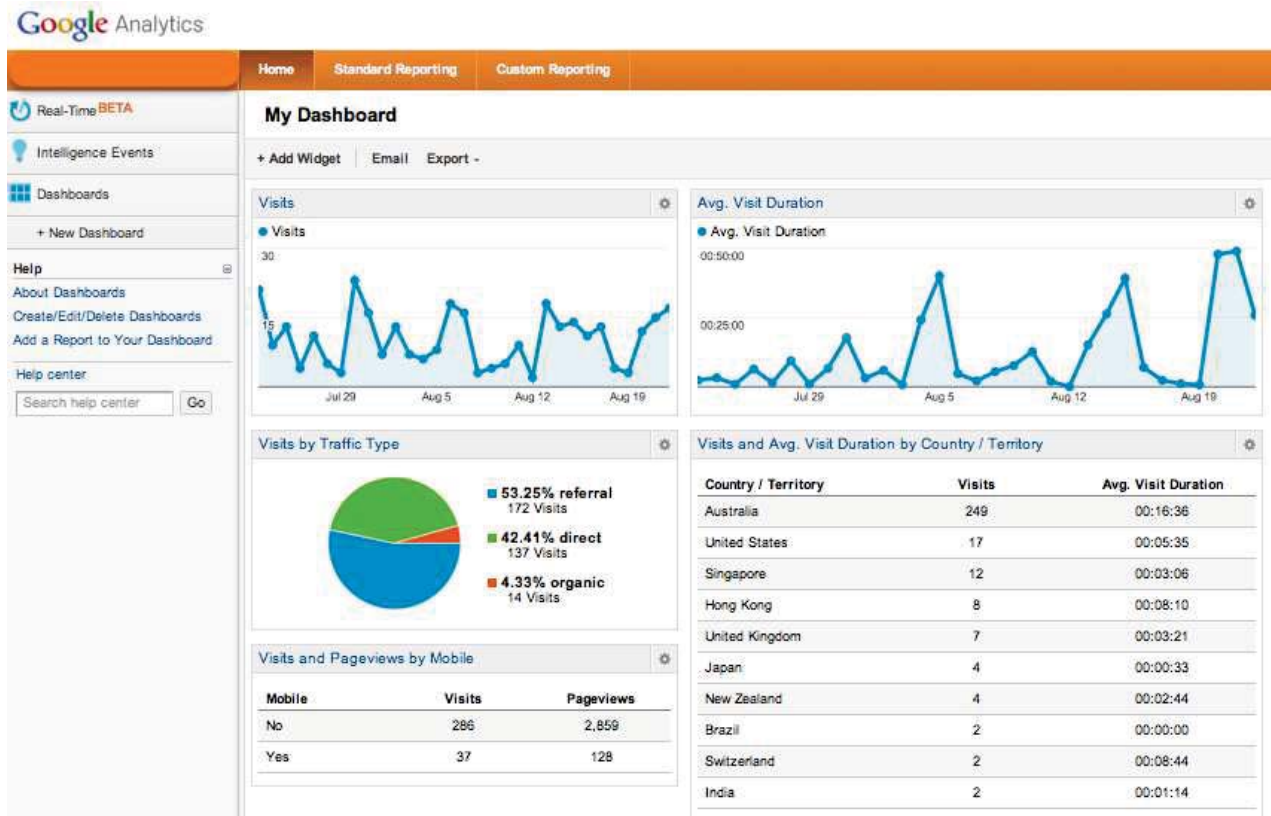 Google Analytics
Home Standard Reporting Custom Reporting
Real-Time BETA
Intelligence Events
Dashboards
+ New Dashboard
Help
About Dashboards
Create/Edit/Delete Dashboards
Add a Report to Your Dashboard
Help center
Search help center Go
My Dashboard
+ Add Widget Email Export -
Visits
Visits
30
15
Jul 29 Aug 5 Aug 12 Aug 19
Avg. Visit Duration
Avg. Visit Duration
00:50:00
00:25:00
Jul 29 Aug 5 Aug 12 Aug 19
Visits by Traffic Type
53.25% referral
172 Visits
42.41% direct
137 Visits
4.33% organic
14 Visits
Visits and Pageviews by Mobile
Mobile Visits Pageviews
No 286 2,859
Yes 37 128
Visits and Avg. Visit Duration by Country / Territory
Country / Territory Visits Avg. Visit Duration
Australia 249 00:16:36
United States 17 00:05:35
Singapore 12 00:03:06
Hong Kong 8 00:08:10
United Kingdom 7 00:03:21
Japan 4 00:00:33
New Zealand 4 00:02:44
Brazil 2 00:00:00
Switzerland 2 00:08:44
India 2 00:01:14